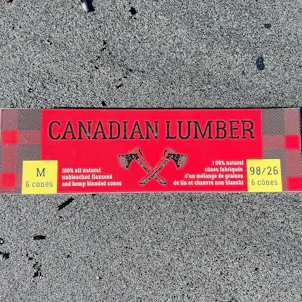 CANADIAN LUMBER
M
6 cones
100% all natural
unbleached flaxseed
and hemp blended cones
100% naturel
cônes fabriqués
d'un mélange de graines
de lin et chanvre non blanchi
98/26
6 cônes